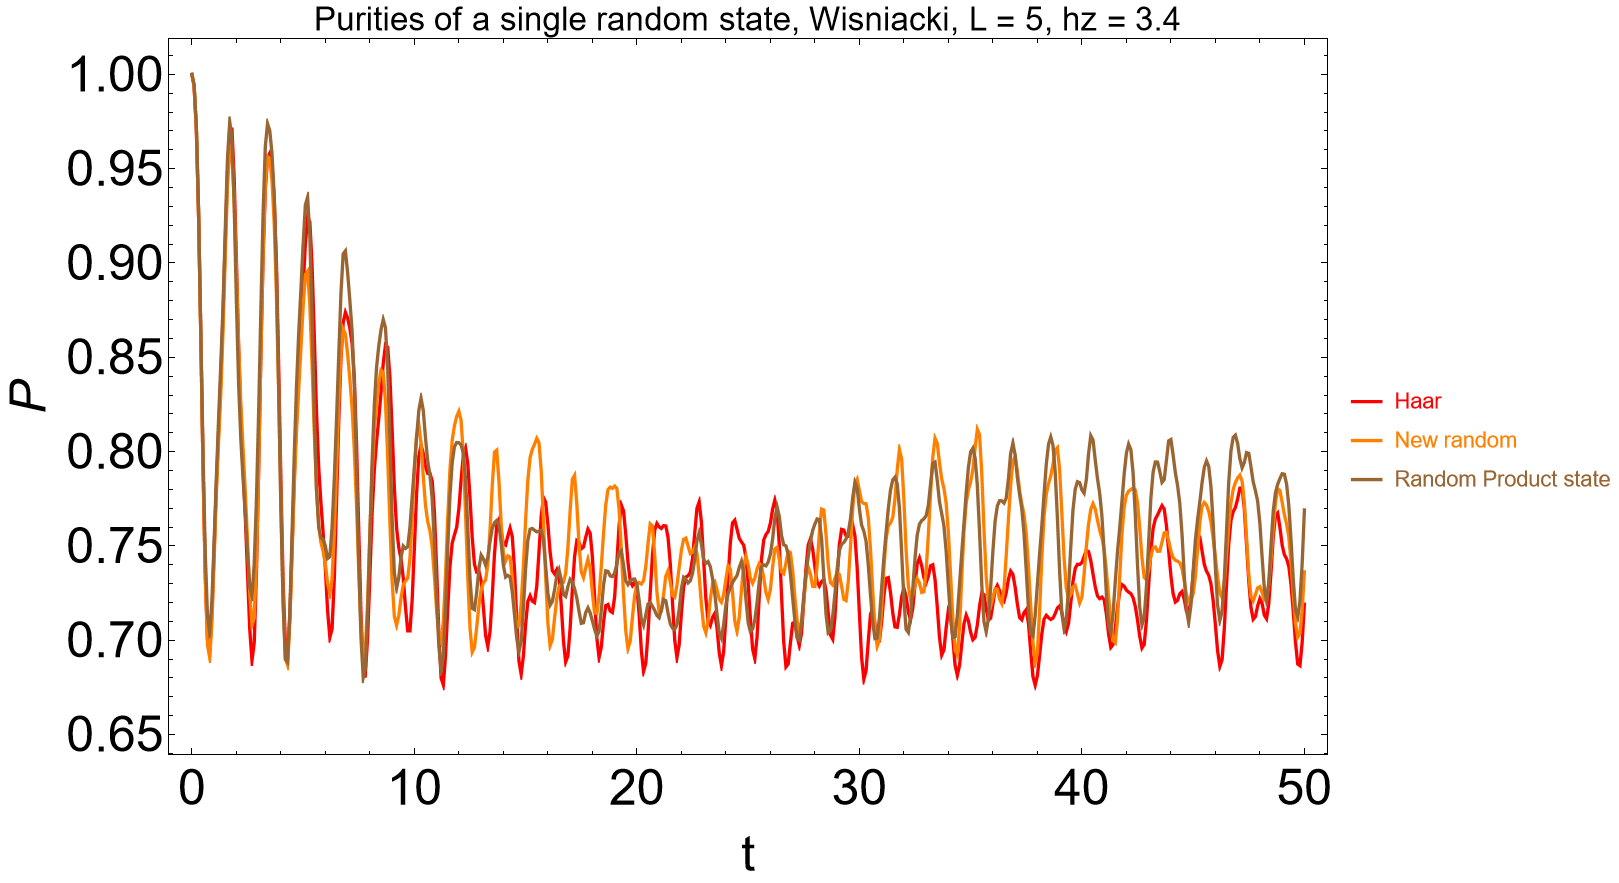 Purities of a single random state, Wisniacki, L = 5, hz = 3.4
1.00
0.95
0.90
0.85
0.80
0.75
0.70
0.65
P
0 10 20 30 40 50
t
Haar
New random
Random Product state